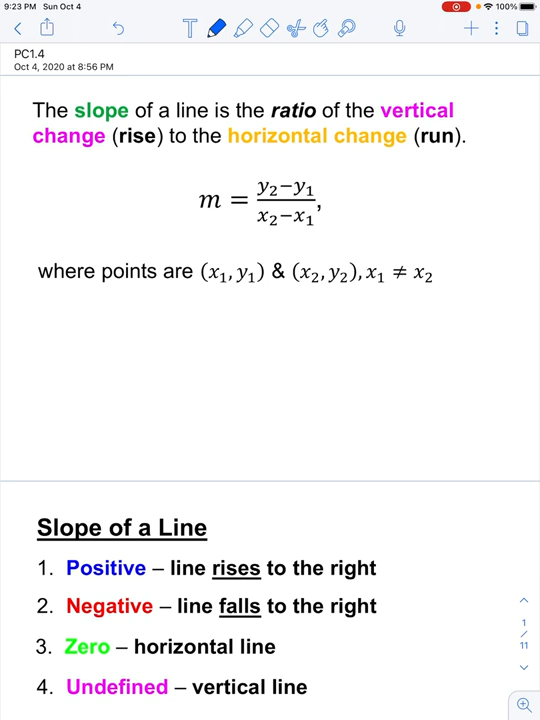 9:23 PM Sun Oct 4 100%
PC1.4
Oct 4, 2020 at 8:56 PM
The slope of a line is the ratio of the vertical
change (rise) to the horizontal change (run).
m = y₂−y₁ / x₂−x₁,
where points are (x₁, y₁) & (x₂, y₂), x₁ ≠ x₂
Slope of a Line
1. Positive – line rises to the right
2. Negative – line falls to the right
3. Zero – horizontal line
4. Undefined – vertical line
1
/
11